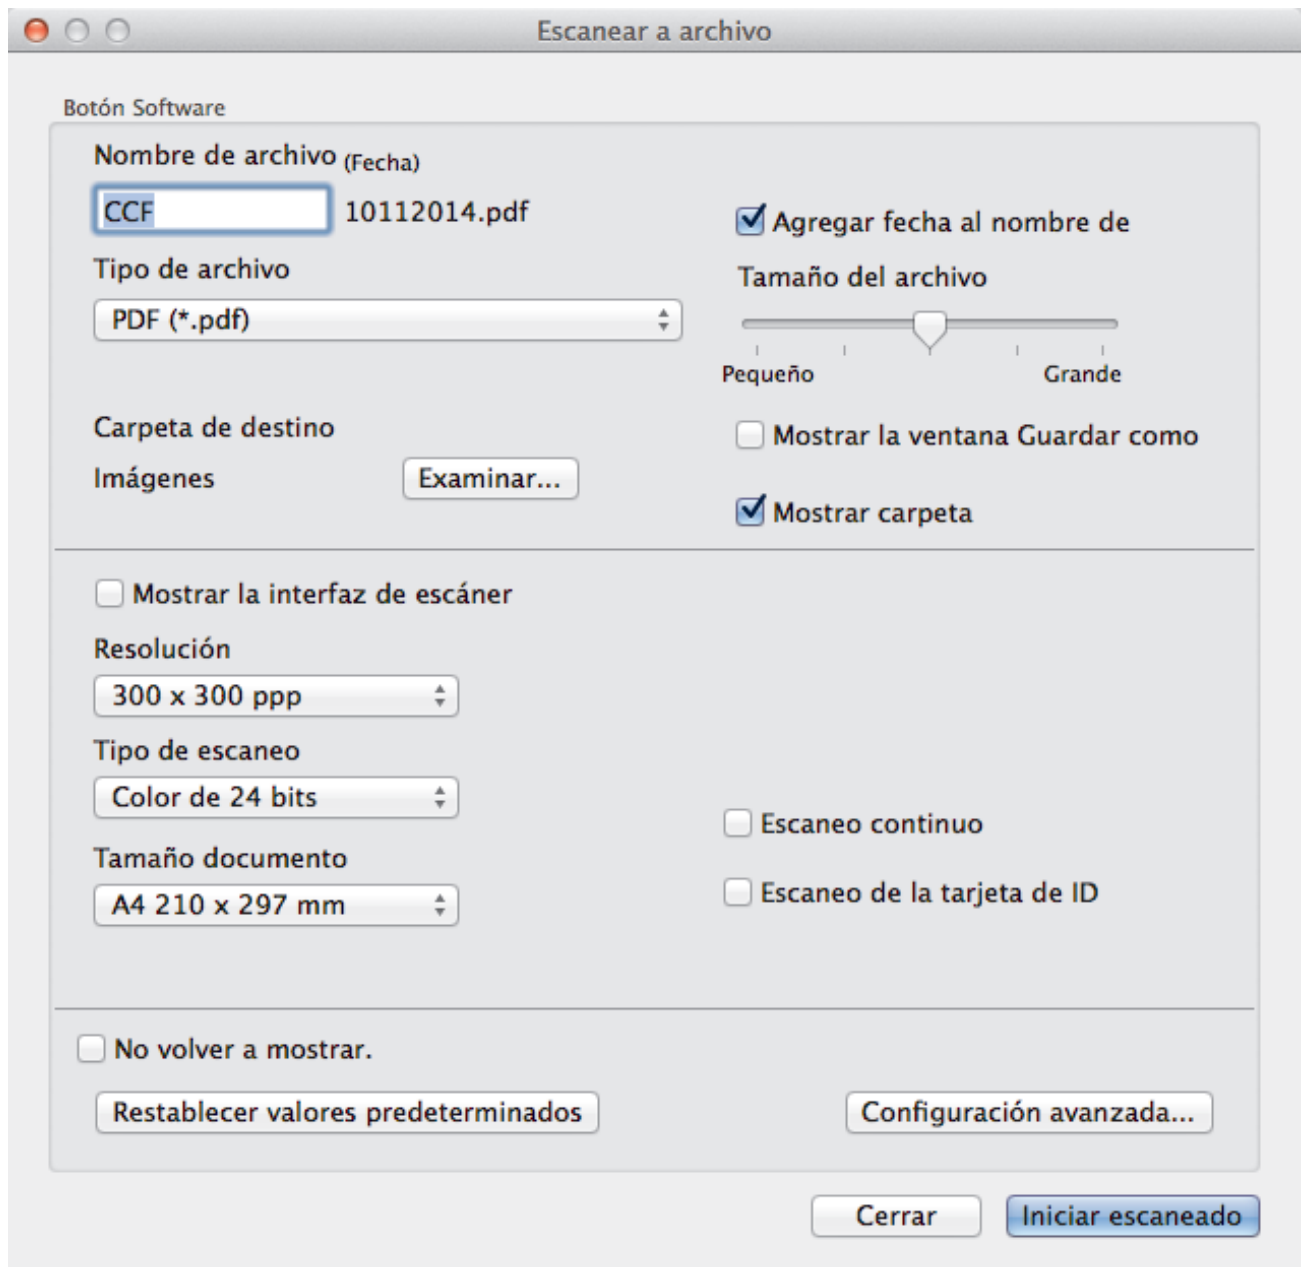 Escanear a archivo
Botón Software
Nombre de archivo (Fecha)
CCF 10112014.pdf
Agregar fecha al nombre de
Tipo de archivo
PDF (*.pdf)
Tamaño del archivo
Pequeño Grande
Carpeta de destino
Imágenes Examinar...
Mostrar la ventana Guardar como
Mostrar carpeta
Mostrar la interfaz de escáner
Resolución
300 x 300 ppp
Tipo de escaneo
Color de 24 bits
Tamaño documento
A4 210 x 297 mm
Escaneo continuo
Escaneo de la tarjeta de ID
No volver a mostrar.
Restablecer valores predeterminados Configuración avanzada...
Cerrar Iniciar escaneado